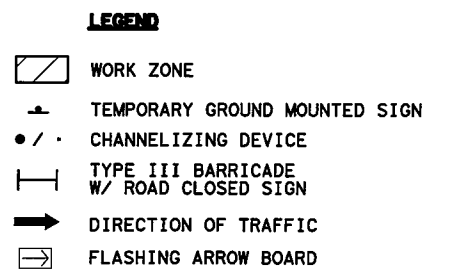 LEGEND
WORK ZONE
TEMPORARY GROUND MOUNTED SIGN
CHANNELIZING DEVICE
TYPE III BARRICADE
W/ ROAD CLOSED SIGN
DIRECTION OF TRAFFIC
FLASHING ARROW BOARD